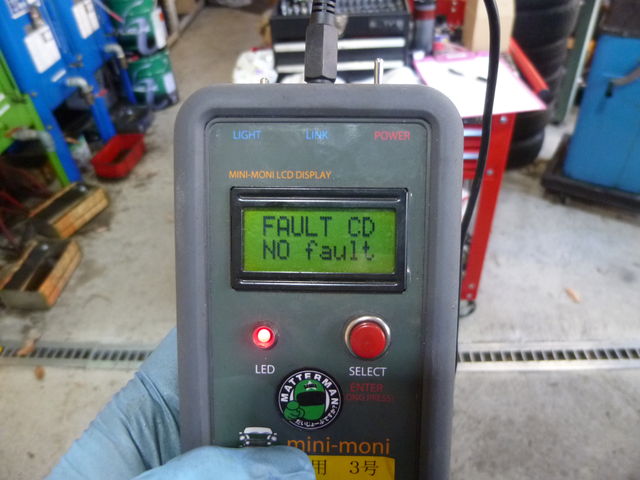 LIGHT LINK POWER
MINI-MONI LCD DISPLAY
FAULT CD
NO fault
LED SELECT
ENTER
MATTERMAN
mini-moni
用 3号